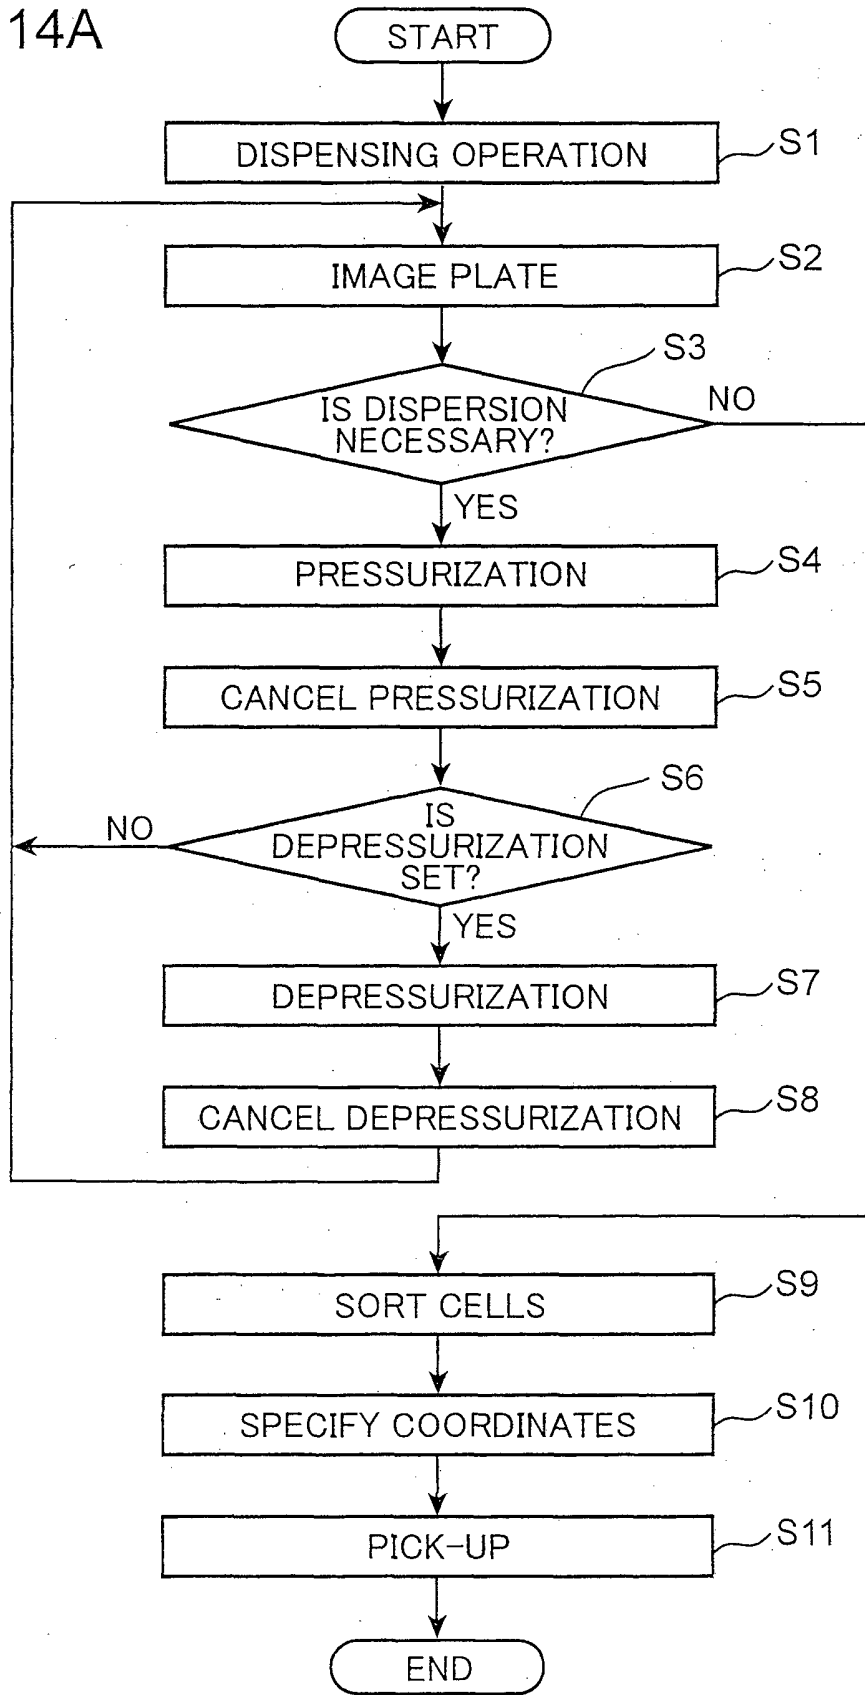 14A
START
DISPENSING OPERATION
S1
IMAGE PLATE
S2
S3
IS DISPERSION
NECESSARY?
NO
YES
PRESSURIZATION
S4
CANCEL PRESSURIZATION
S5
S6
IS
DEPRESSURIZATION
SET?
NO
YES
DEPRESSURIZATION
S7
CANCEL DEPRESSURIZATION
S8
SORT CELLS
S9
SPECIFY COORDINATES
S10
PICK-UP
S11
END